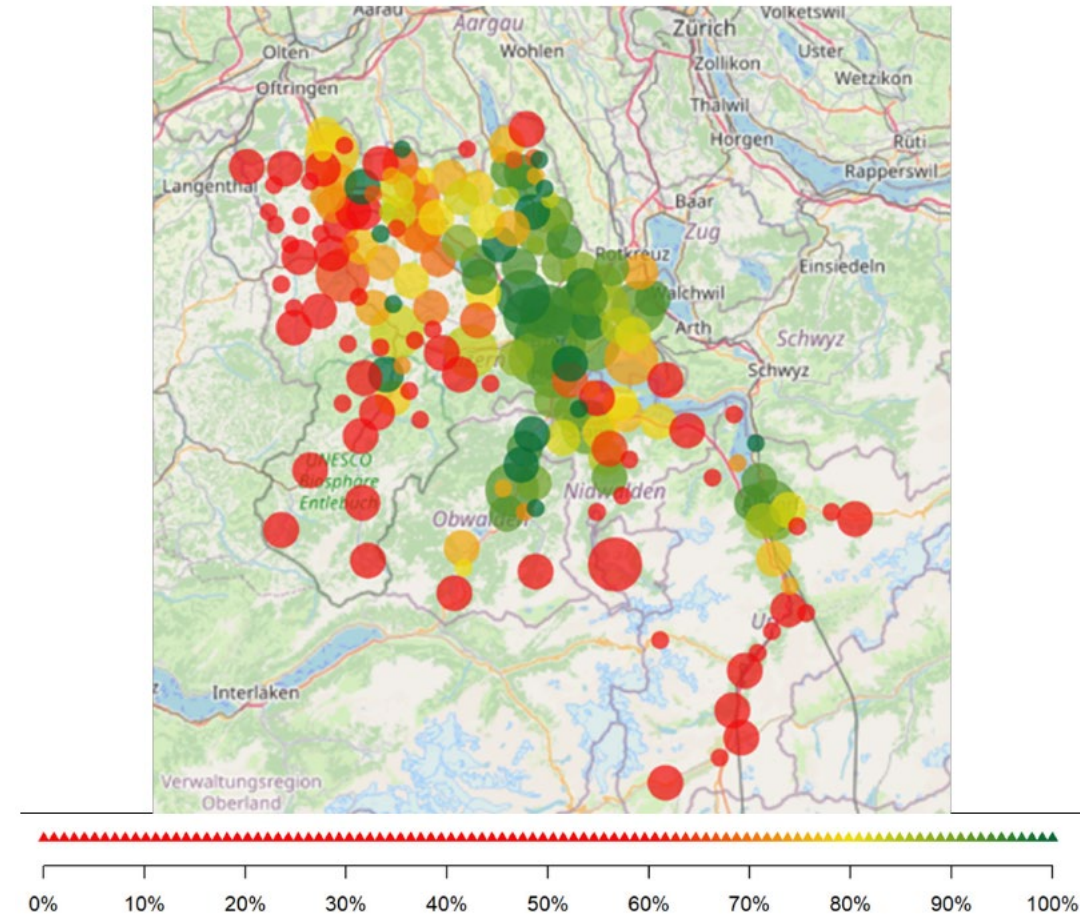 Aarau
Aargau
Volketswil
Zürich
Olten
Wohlen
Uster
Zollikon
Wetzikon
Oftringen
Thalwil
Horgen
Rüti
Rapperswil
Langenthal
Baar
Zug
Rotkreuz
Einsiedeln
Walchwil
Arth
Schwyz
Schwyz
UNESCO
Biosphäre
Entlebuch
Nidwalden
Obwalden
Interlaken
Verwaltungsregion
Oberland
0% 10% 20% 30% 40% 50% 60% 70% 80% 90% 100%